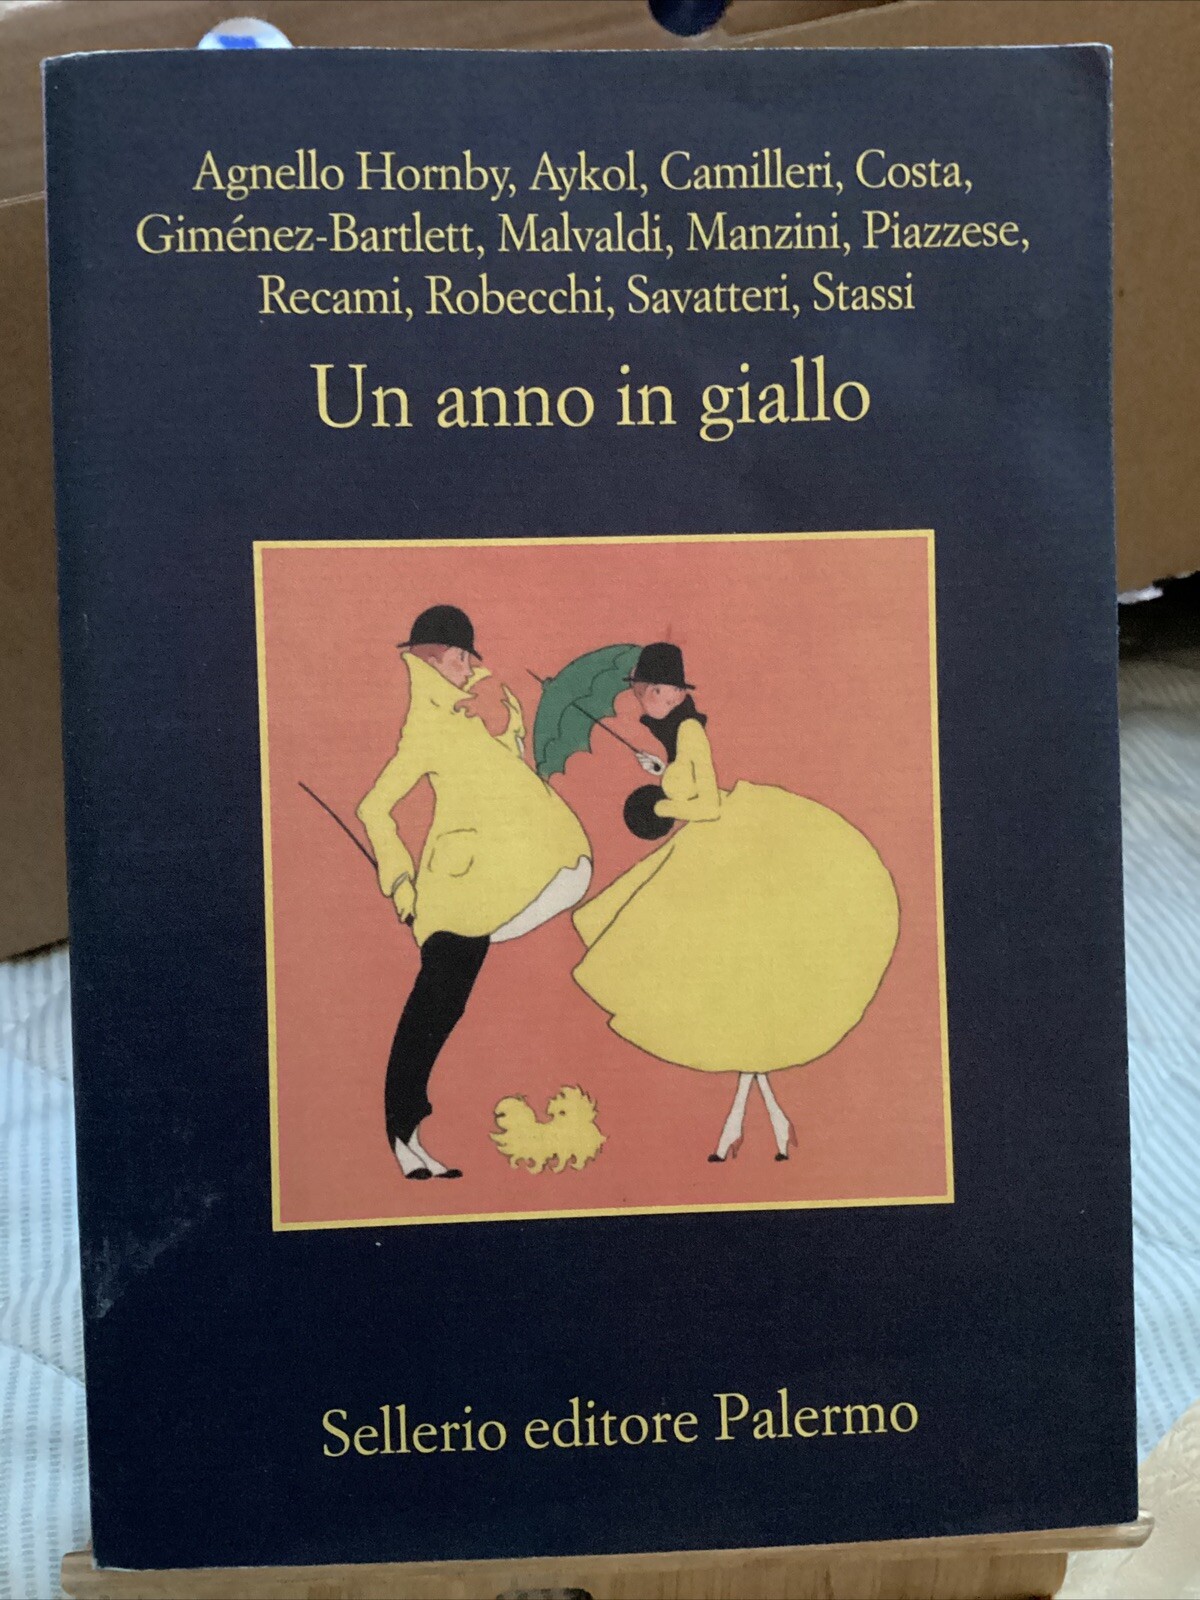 Agnello Hornby, Aykol, Camilleri, Costa,
Giménez-Bartlett, Malvaldi, Manzini, Piazzese,
Recami, Robecchi, Savatteri, Stassi
Un anno in giallo
Sellerio editore Palermo